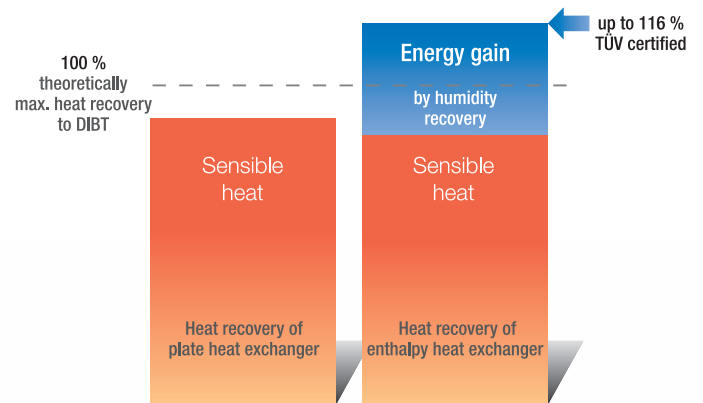 100 %
theoretically
max. heat recovery
to DIBT
Sensible
heat
Heat recovery of
plate heat exchanger
Energy gain
by humidity
recovery
Sensible
heat
Heat recovery of
enthalpy heat exchanger
up to 116 %
TÜV certified